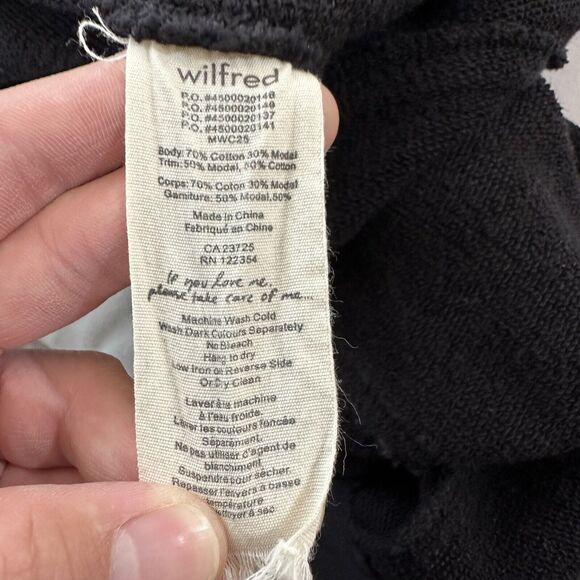 wilfred
P.O. #4500020146
P.O. #4500020149
P.O. #4500020137
P.O. #4500020141
MWC25
Body: 70% Cotton 30% Modal
Trim: 50% Modal, 50% Cotton
Corps: 70% Coton 30% Modal
Garniture: 50% Modal, 50%
Made in China
Fabriqué en Chine
CA 23725
RN 122354
If you love me,
please take care of me...
Machine Wash Cold
Wash Dark Colours Separately
No Bleach
Hang to dry
Low Iron on Reverse Side
Or Dry Clean
Laver à la machine
à l'eau froide.
Laver les couleurs foncée
Séparément.
Ne pas utiliser d'agent de
blanchiment
Suspendre pour sécher.
Repasser l'envers à basse
température
nettoyer à sec